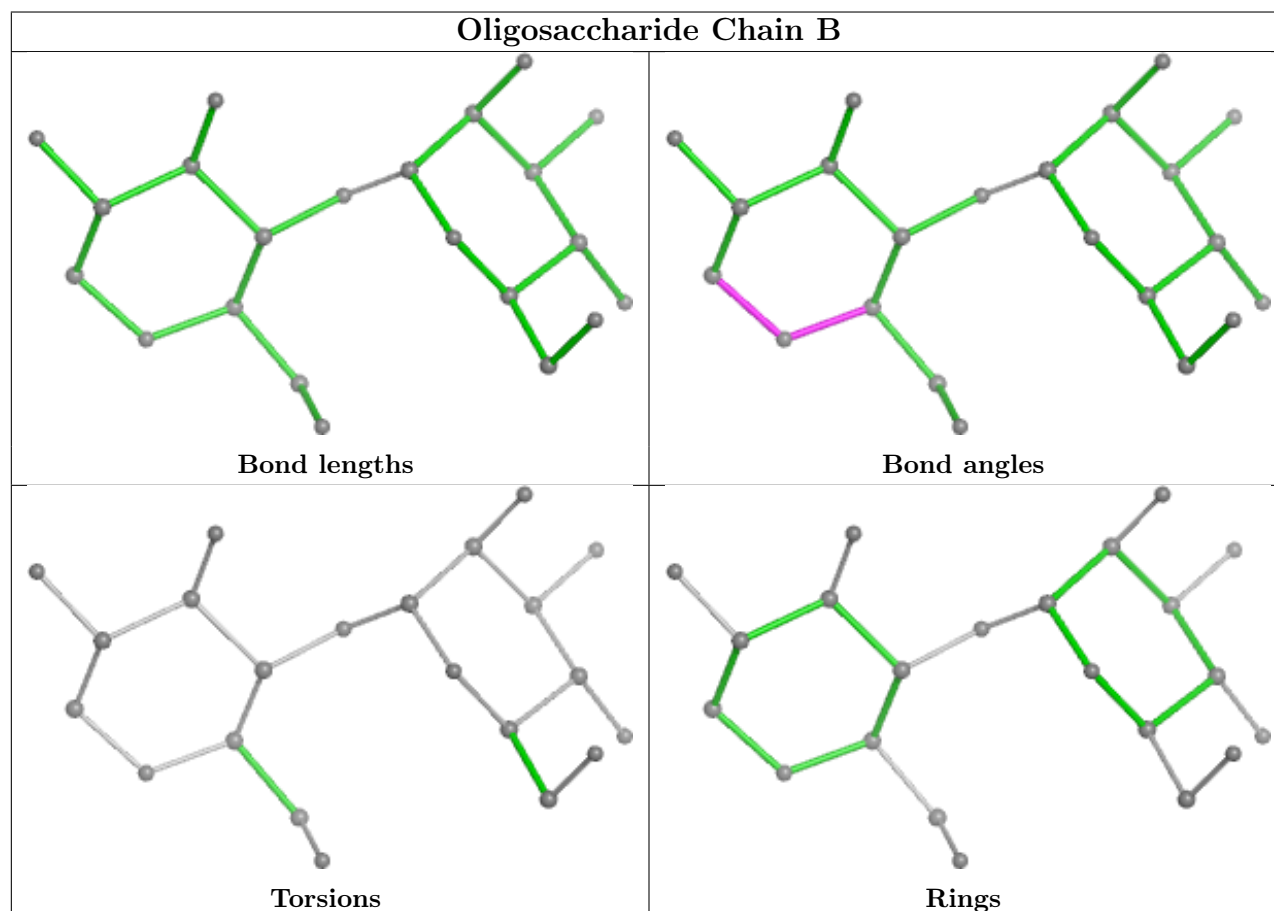 Oligosaccharide Chain B
Bond lengths
Bond angles
Torsions
Rings